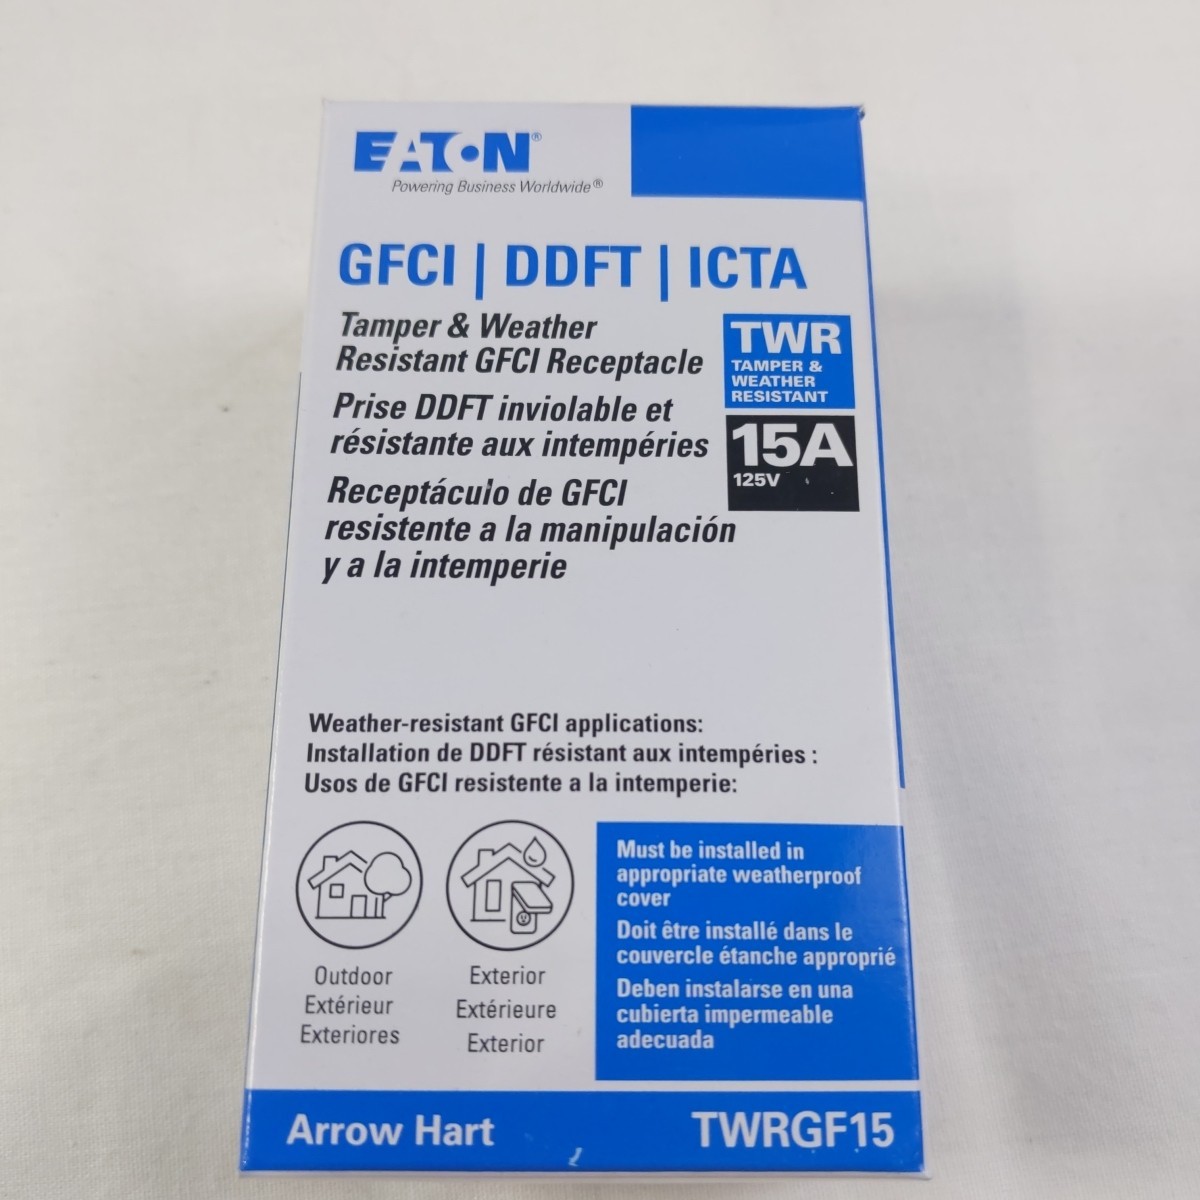 EATON®
Powering Business Worldwide®
GFCI | DDFT | ICTA
Tamper & Weather
Resistant GFCI Receptacle
Prise DDFT inviolable et
résistante aux intempéries
Receptáculo de GFCI
resistente a la manipulación
y a la intemperie
TWR
TAMPER &
WEATHER
RESISTANT
15A
125V
Weather-resistant GFCI applications:
Installation de DDFT résistant aux intempéries :
Usos de GFCI resistente a la intemperie:
Outdoor
Extérieur
Exteriores
Exterior
Extérieure
Exterior
Must be installed in
appropriate weatherproof
cover
Doit être installé dans le
couvercle étanche approprié
Deben instalarse en una
cubierta impermeable
adecuada
Arrow Hart
TWRGF15